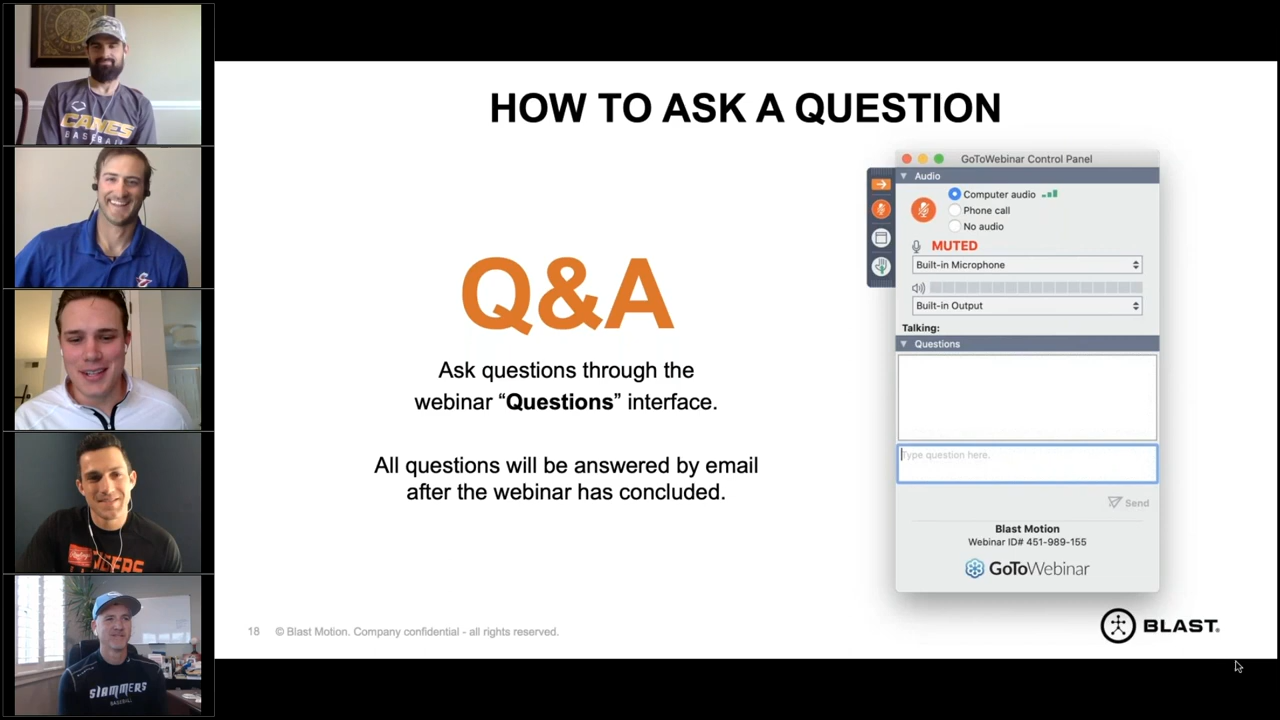 CANES
BASEBALL
SLAMMERS
BASEBALL
HOW TO ASK A QUESTION
Q&A
Ask questions through the
webinar “Questions” interface.
All questions will be answered by email
after the webinar has concluded.
GoToWebinar Control Panel
Audio
Computer audio
Phone call
No audio
MUTED
Built-in Microphone
Built-in Output
Talking:
Questions
Type question here.
Send
Blast Motion
Webinar ID# 451-989-155
GoToWebinar
18 © Blast Motion. Company confidential - all rights reserved.
BLAST.